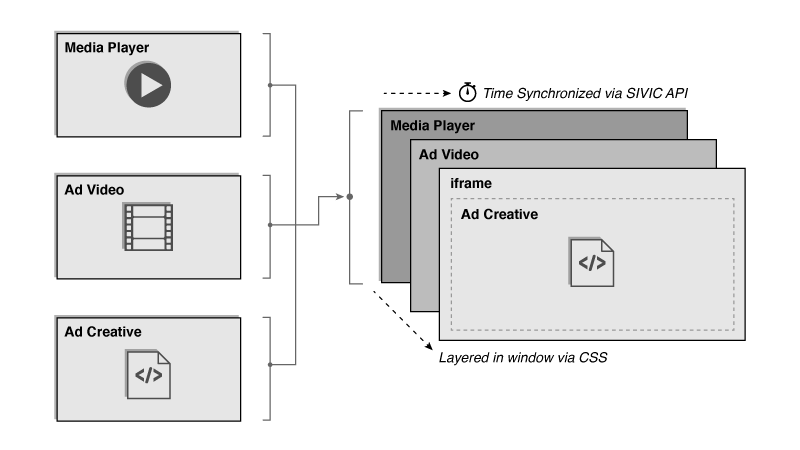 Media Player
Ad Video
</>
Ad Creative
</>
Time Synchronized via SIVIC API
Media Player
Ad Video
iframe
Ad Creative
</>
Layered in window via CSS